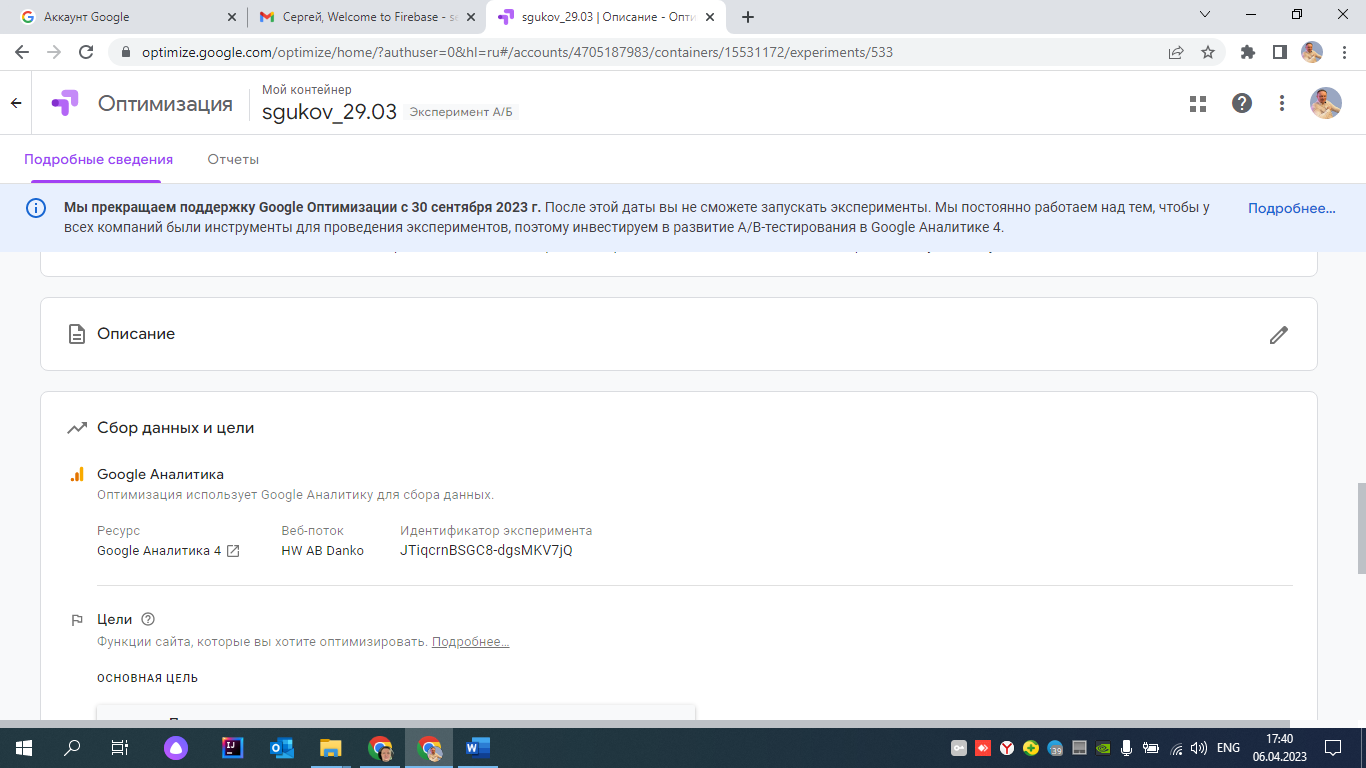 Аккаунт Google
Сергей, Welcome to Firebase - se
sgukov_29.03 | Описание - Опти
optimize.google.com/optimize/home/?authuser=0&hl=ru#/accounts/4705187983/containers/15531172/experiments/533
Оптимизация
Мой контейнер
sgukov_29.03 Эксперимент А/Б
Подробные сведения
Отчеты
Мы прекращаем поддержку Google Оптимизации с 30 сентября 2023 г. После этой даты вы не сможете запускать эксперименты. Мы постоянно работаем над тем, чтобы у
всех компаний были инструменты для проведения экспериментов, поэтому инвестируем в развитие A/B-тестирования в Google Аналитике 4.
Подробнее...
Описание
Сбор данных и цели
Google Аналитика
Оптимизация использует Google Аналитику для сбора данных.
Ресурс
Google Аналитика 4
Веб-поток
HW AB Danko
Идентификатор эксперимента
JTiqcrnBSGC8-dgsMKV7jQ
Цели
Функции сайта, которые вы хотите оптимизировать. Подробнее...
ОСНОВНАЯ ЦЕЛЬ
39
ENG
17:40
06.04.2023